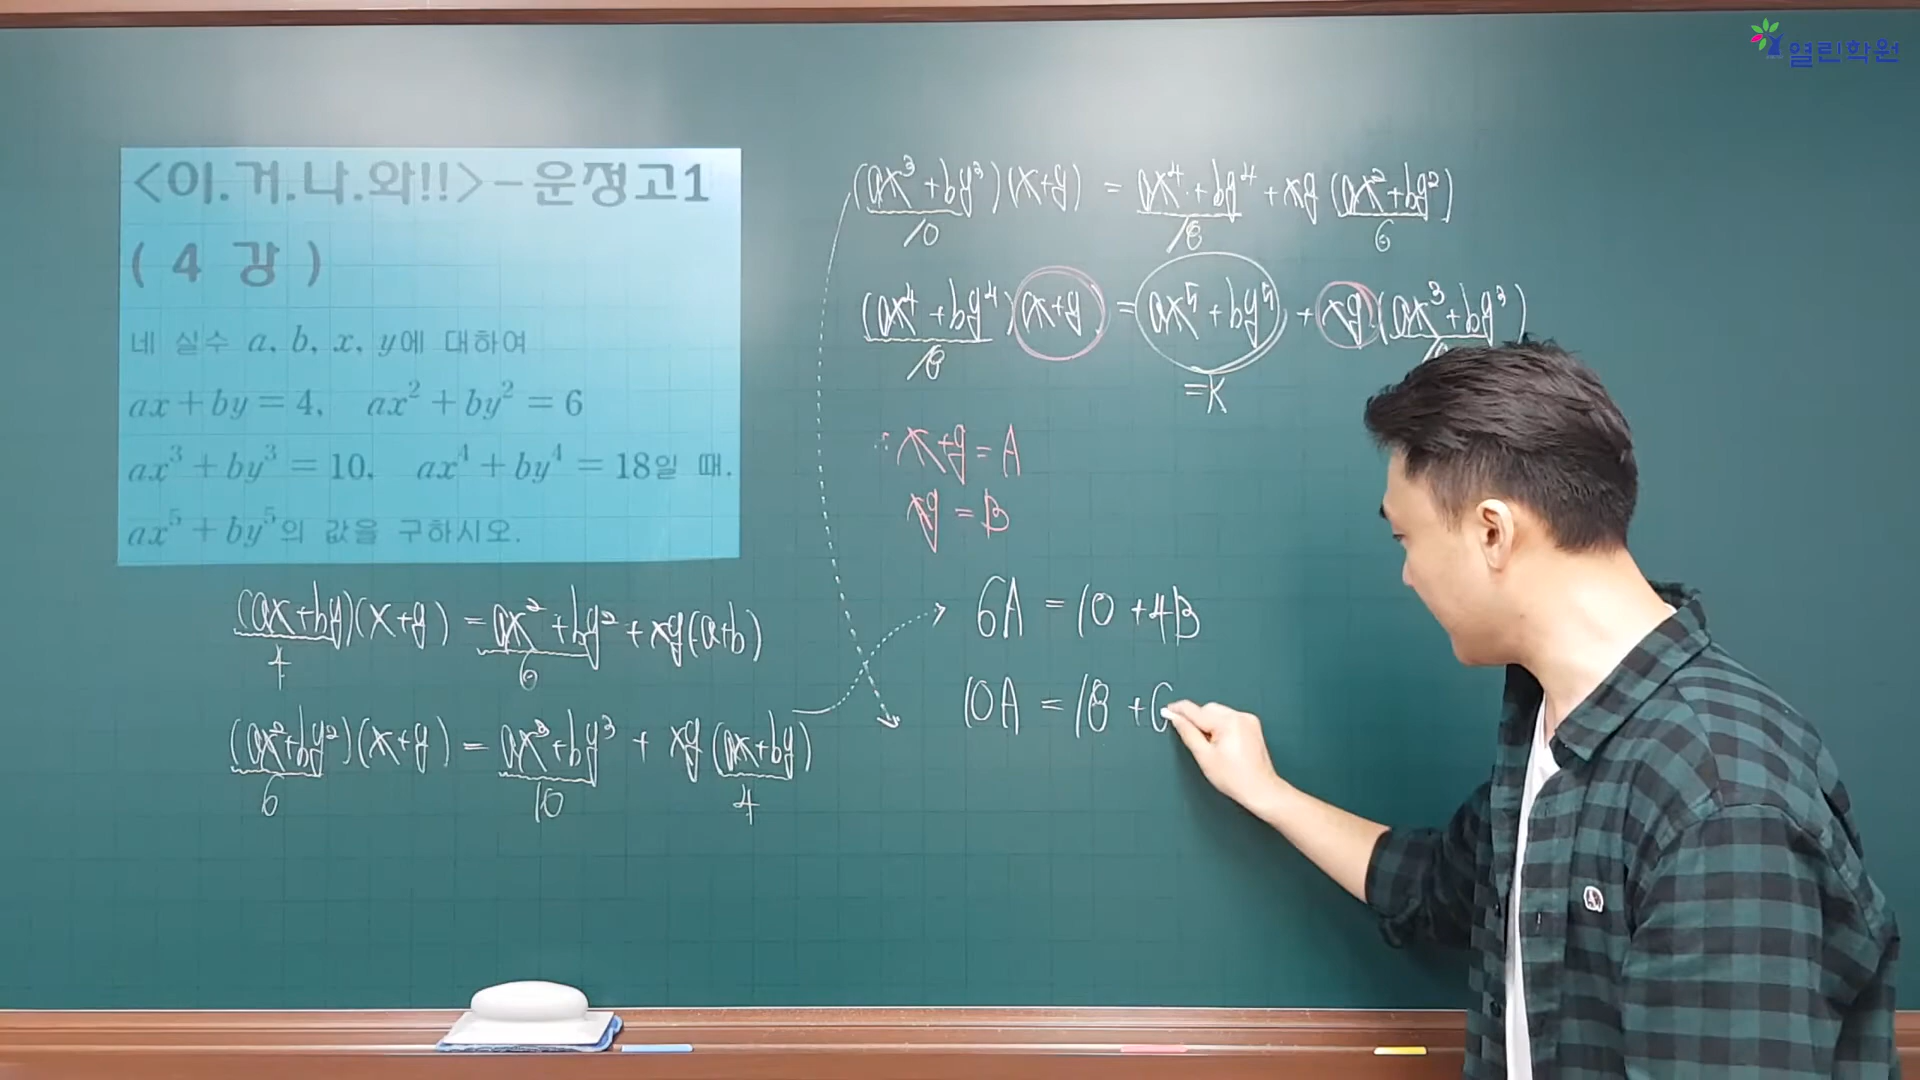 열린학원
<이.거.나.와!!>-운정고1
( 4 강 )
네 실수 a, b, x, y에 대하여
ax+by=4, ax²+by²=6
ax³+by³=10, ax⁴+by⁴=18일 때,
ax⁵+by⁵의 값을 구하시오.
(ax+by)(x+y) = ax²+by²+xy(a+b)
4 6
(ax²+by²)(x+y) = ax³+by³ + xy(ax+by)
6 10 4
(ax³+by³)(x+y) = ax⁴+by⁴+xy(ax²+by²)
10 18 6
(ax⁴+by⁴)(x+y) = ax⁵+by⁵ + xy(ax³+by³)
18
=K
x+y=A
xy=B
6A = 10+4B
10A = 18+6